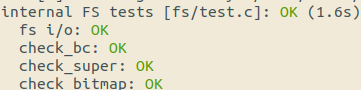 internal FS tests [fs/test.c]: OK (1.6s)
  fs i/o: OK
  check_bc: OK
  check_super: OK
  check_bitmap: OK